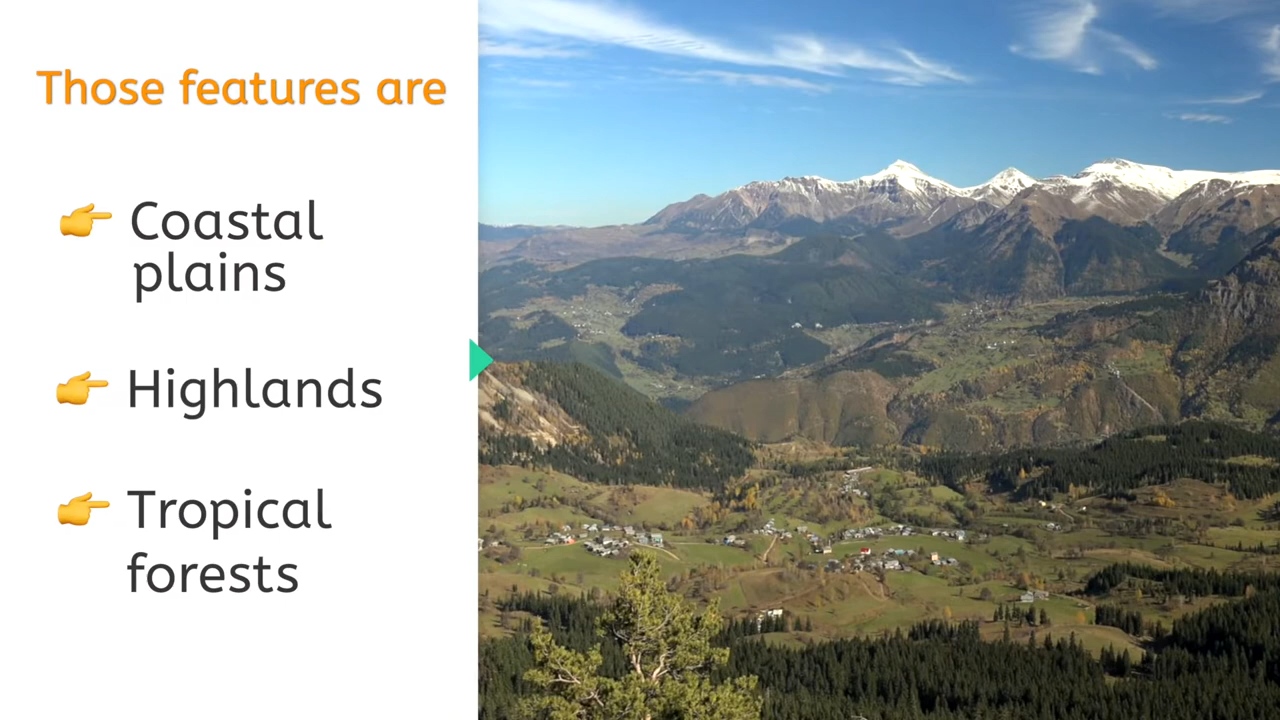 Those features are
👉 Coastal
plains
👉 Highlands
👉 Tropical
forests